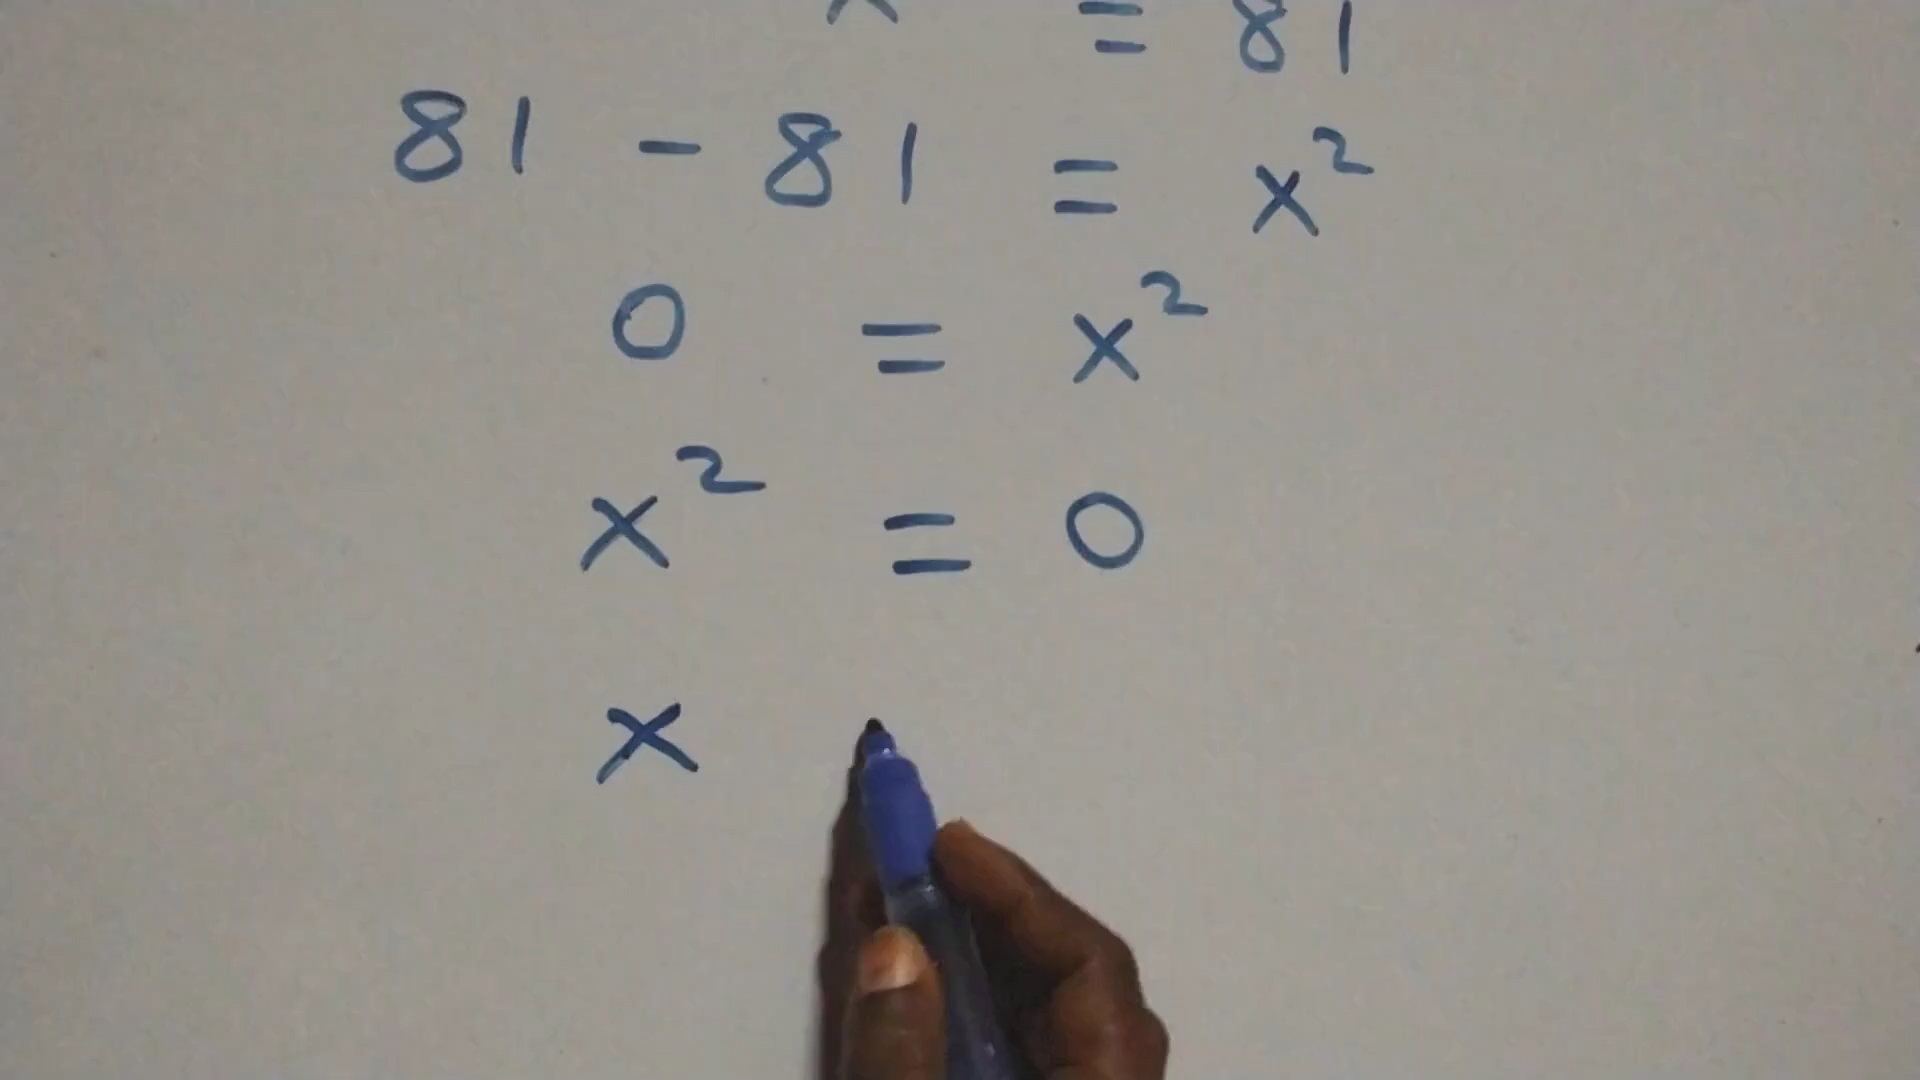 = 81
81 - 81 = x²
0 = x²
x² = 0
x